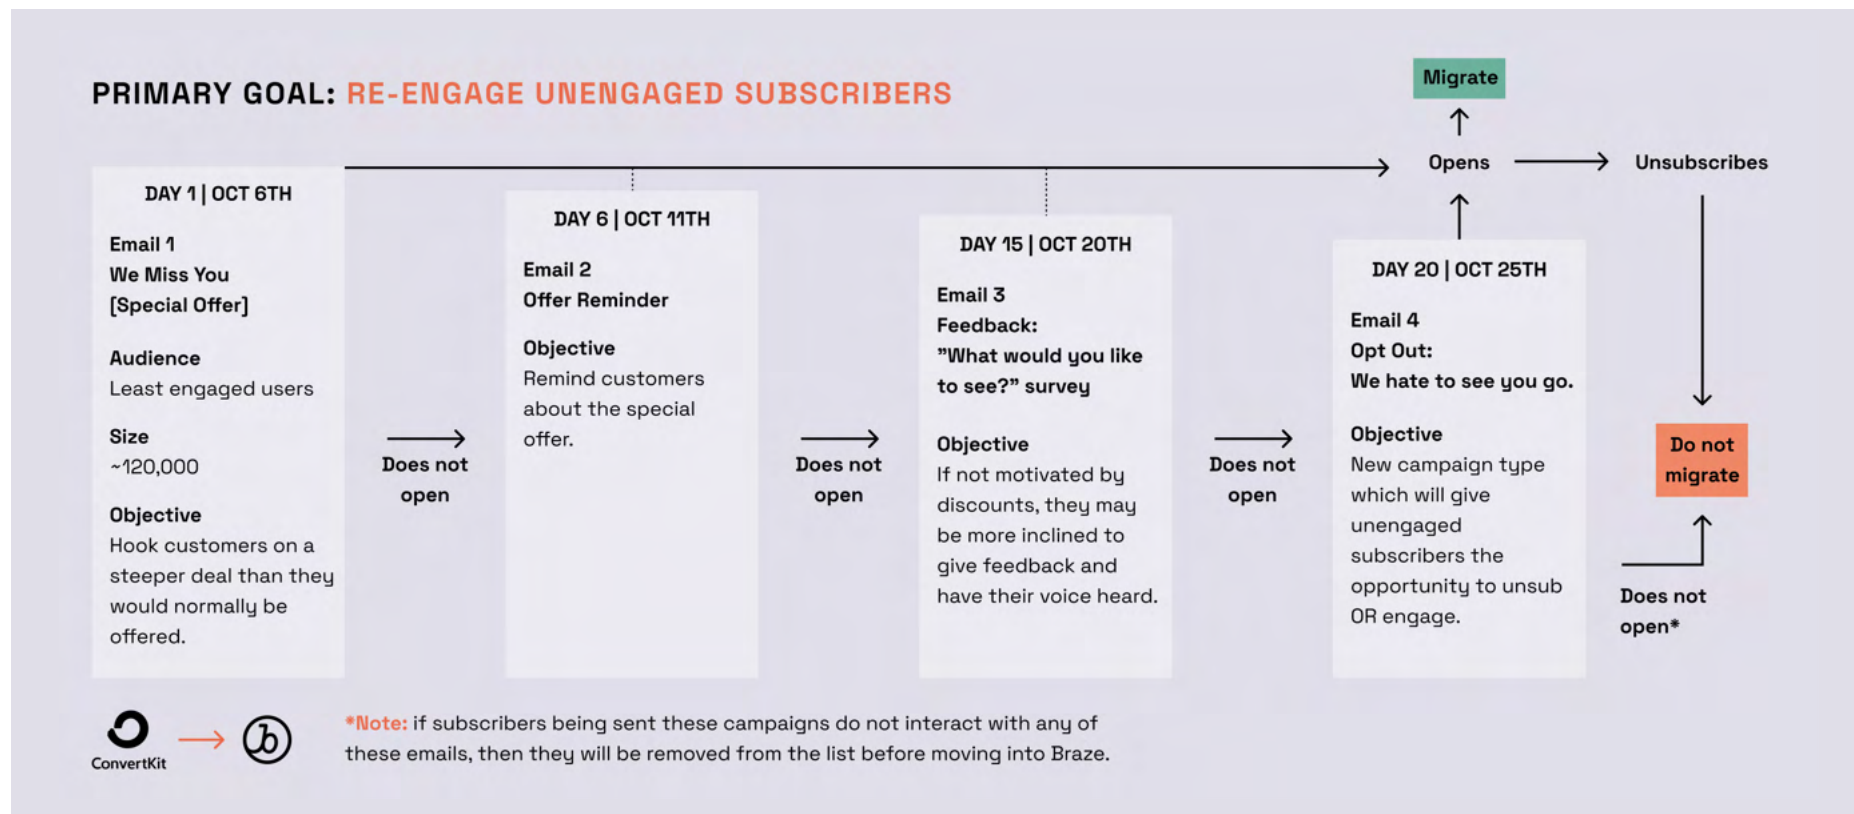 PRIMARY GOAL: RE-ENGAGE UNENGAGED SUBSCRIBERS
Migrate
Opens
Unsubscribes
DAY 1 | OCT 6TH
Email 1
We Miss You
[Special Offer]
Audience
Least engaged users
Size
~120,000
Objective
Hook customers on a
steeper deal than they
would normally be
offered.
Does not
open
DAY 6 | OCT 11TH
Email 2
Offer Reminder
Objective
Remind customers
about the special
offer.
Does not
open
DAY 15 | OCT 20TH
Email 3
Feedback:
"What would you like
to see?" survey
Objective
If not motivated by
discounts, they may
be more inclined to
give feedback and
have their voice heard.
Does not
open
DAY 20 | OCT 25TH
Email 4
Opt Out:
We hate to see you go.
Objective
New campaign type
which will give
unengaged
subscribers the
opportunity to unsub
OR engage.
Do not
migrate
Does not
open*
ConvertKit
b
*Note: if subscribers being sent these campaigns do not interact with any of
these emails, then they will be removed from the list before moving into Braze.